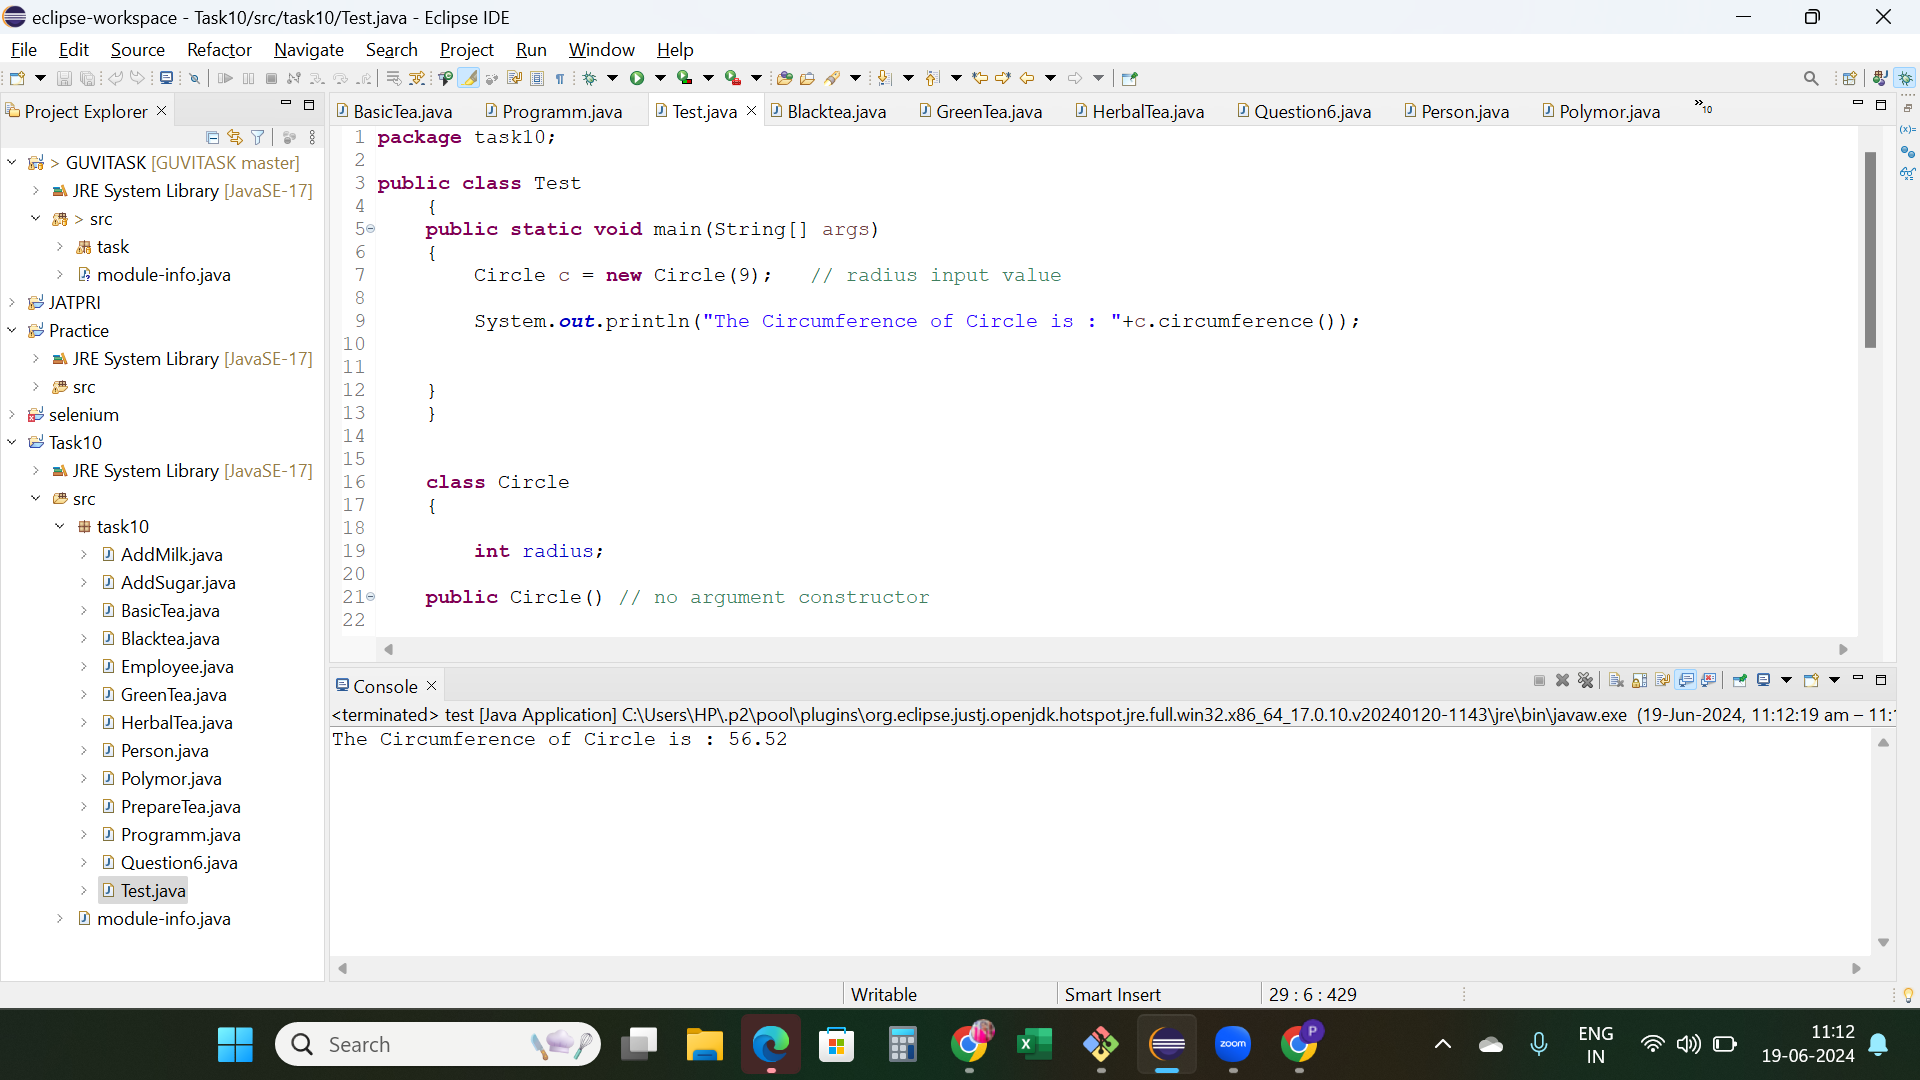 eclipse-workspace - Task10/src/task10/Test.java - Eclipse IDE
File Edit Source Refactor Navigate Search Project Run Window Help
Project Explorer
BasicTea.java Programm.java Test.java Blacktea.java GreenTea.java HerbalTea.java Question6.java Person.java Polymor.java »10
> GUVITASK [GUVITASK master]
JRE System Library [JavaSE-17]
> src
task
module-info.java
JATPRI
Practice
JRE System Library [JavaSE-17]
src
selenium
Task10
JRE System Library [JavaSE-17]
src
task10
AddMilk.java
AddSugar.java
BasicTea.java
Blacktea.java
Employee.java
GreenTea.java
HerbalTea.java
Person.java
Polymor.java
PrepareTea.java
Programm.java
Question6.java
Test.java
module-info.java
1 package task10;
2
3 public class Test
4 {
5 public static void main(String[] args)
6 {
7 Circle c = new Circle(9); // radius input value
8
9 System.out.println("The Circumference of Circle is : "+c.circumference());
10
11
12 }
13 }
14
15
16 class Circle
17 {
18
19 int radius;
20
21 public Circle() // no argument constructor
22
Console
<terminated> test [Java Application] C:\Users\HP\.p2\pool\plugins\org.eclipse.justj.openjdk.hotspot.jre.full.win32.x86_64_17.0.10.v20240120-1143\jre\bin\javaw.exe (19-Jun-2024, 11:12:19 am – 11:
The Circumference of Circle is : 56.52
Writable Smart Insert 29 : 6 : 429
Search
zoom
P
ENG
IN
11:12
19-06-2024